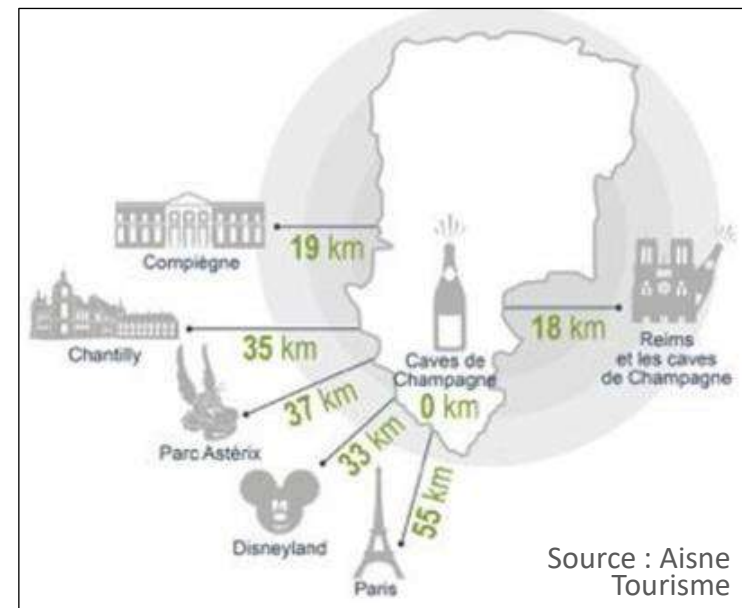 19 km
Compiègne
35 km
Chantilly
37 km
Parc Astérix
33 km
Disneyland
55 km
Paris
Caves de
Champagne
0 km
18 km
Reims
et les caves
de Champagne
Source : Aisne
Tourisme